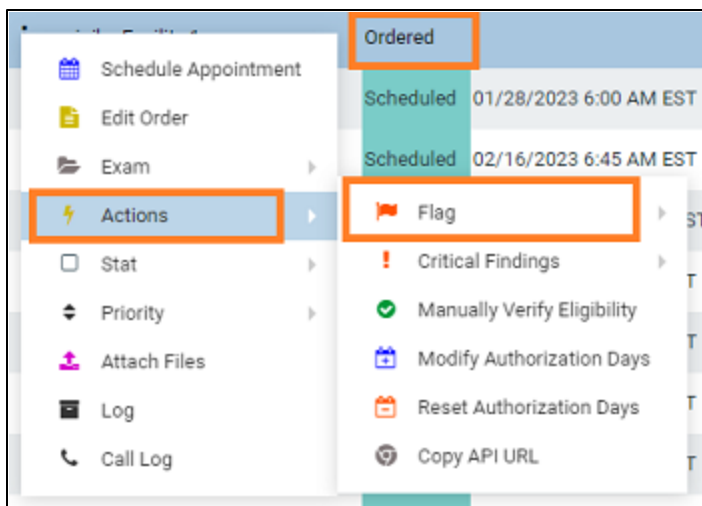 Ordered
Schedule Appointment
Scheduled 01/28/2023 6:00 AM EST
Edit Order
Exam
Scheduled 02/16/2023 6:45 AM EST
Actions
Flag
Stat
Critical Findings
Priority
Manually Verify Eligibility
Attach Files
Modify Authorization Days
Log
Reset Authorization Days
Call Log
Copy API URL